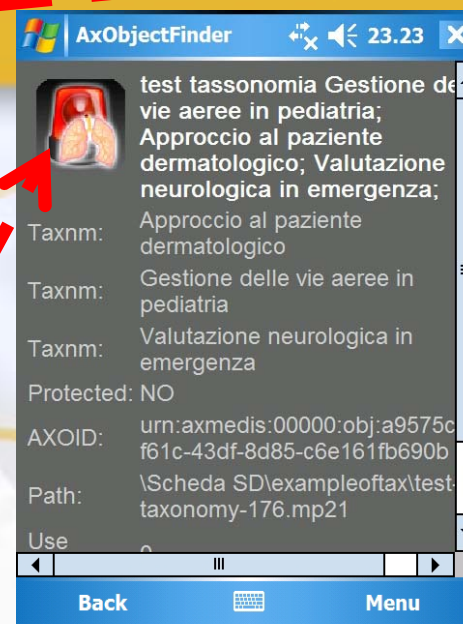 AxObjectFinder 23.23
test tassonomia Gestione de
vie aeree in pediatria;
Approccio al paziente
dermatologico; Valutazione
neurologica in emergenza;
Taxnm: Approccio al paziente
dermatologico
Taxnm: Gestione delle vie aeree in
pediatria
Taxnm: Valutazione neurologica in
emergenza
Protected: NO
AXOID: urn:axmedis:00000:obj:a9575c
f61c-43df-8d85-c6e161fb690b
Path: \Scheda SD\exampleoftax\test-
taxonomy-176.mp21
Use
Back Menu